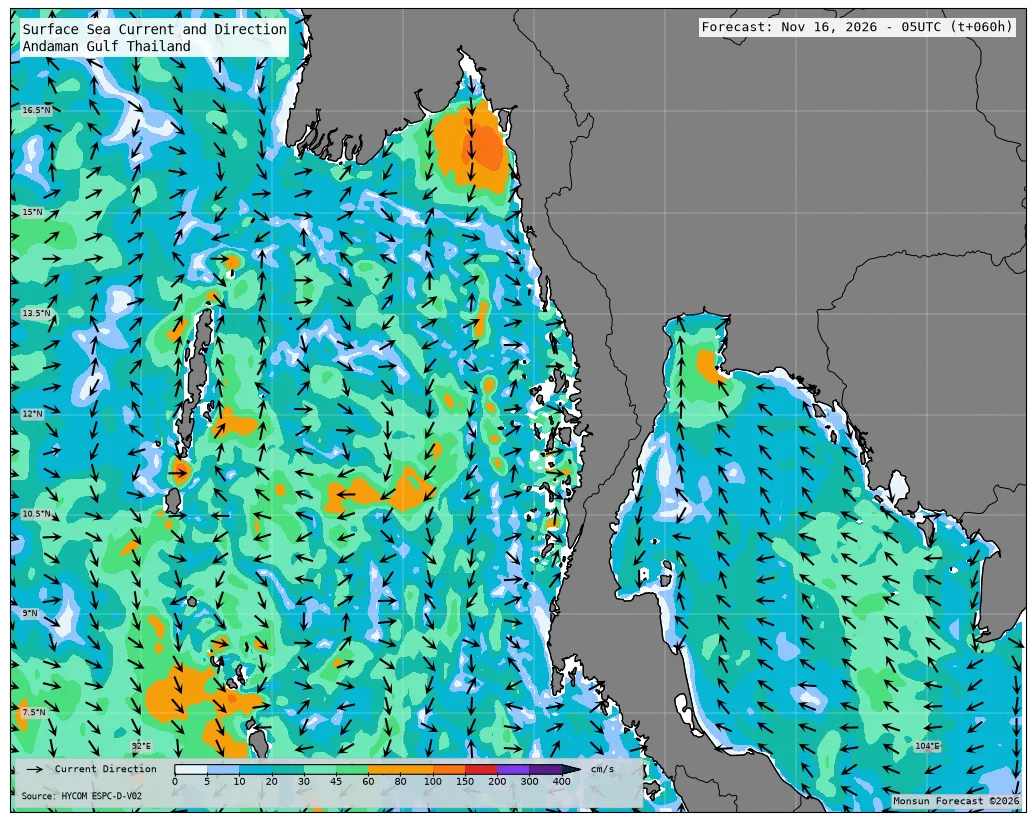 Surface Sea Current and Direction
Andaman Gulf Thailand
Forecast: Nov 16, 2026 - 05UTC (t+060h)
16.5°N
15°N
13.5°N
12°N
10.5°N
9°N
7.5°N
92°E
104°E
Current Direction
0 5 10 20 30 45 60 80 100 150 200 300 400 cm/s
Source: HYCOM ESPC-D-V02
Monsun Forecast ©2026